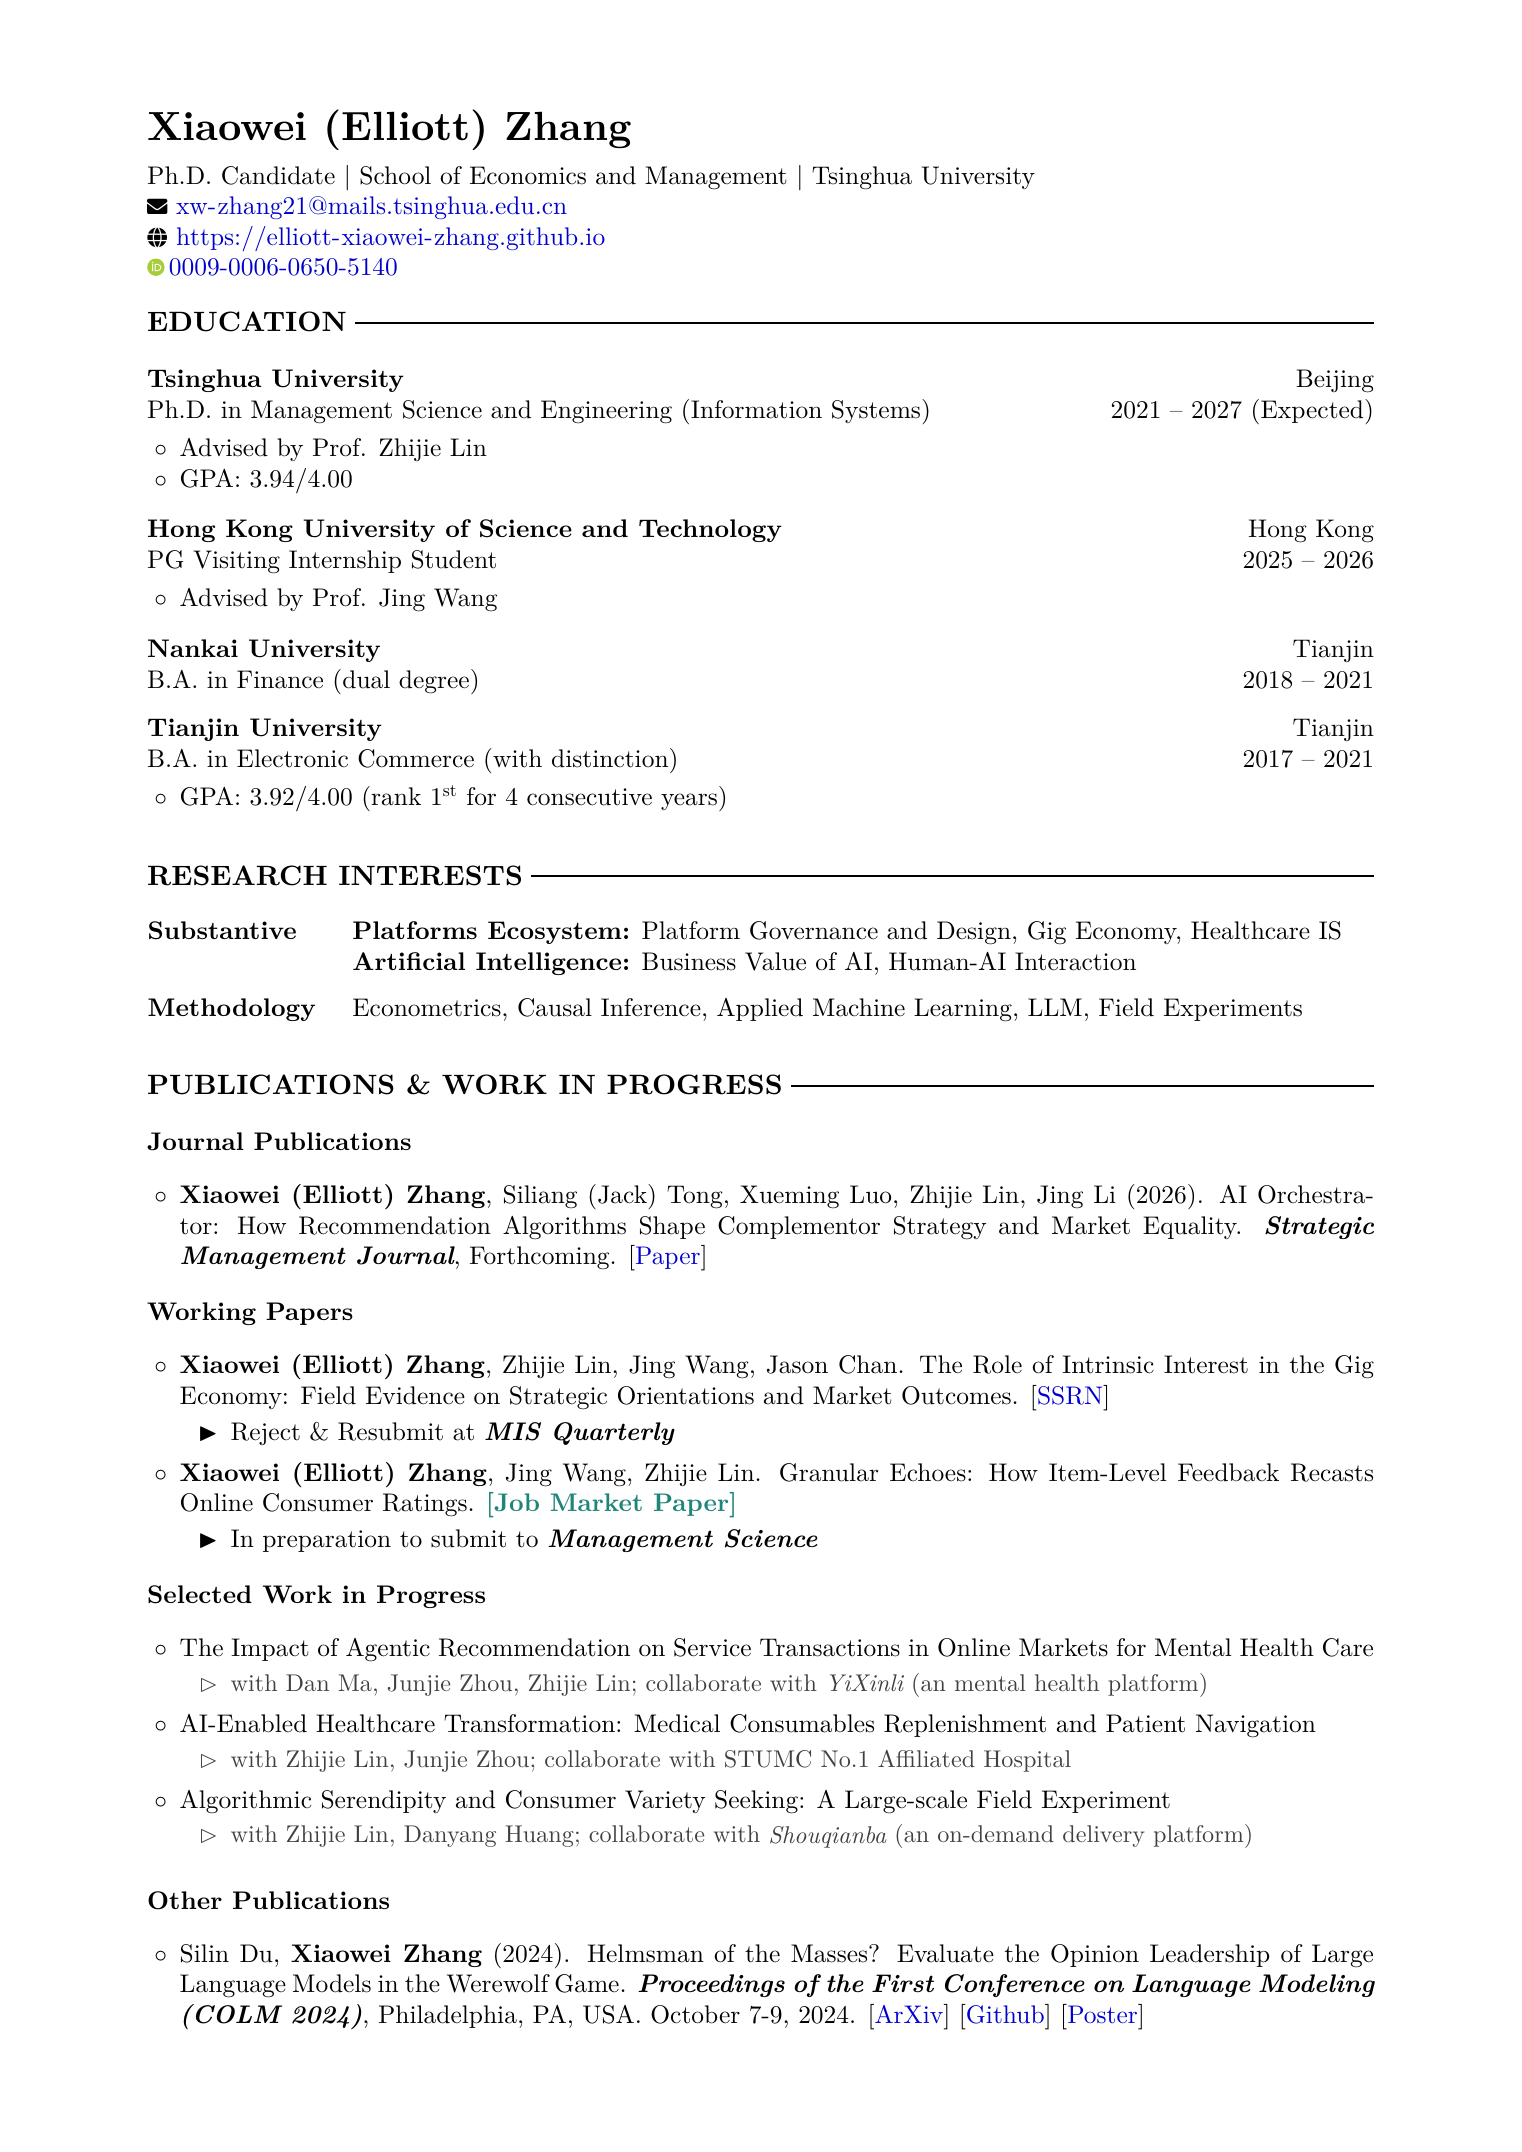 Xiaowei (Elliott) Zhang
Ph.D. Candidate | School of Economics and Management | Tsinghua University
xw-zhang21@mails.tsinghua.edu.cn
https://elliott-xiaowei-zhang.github.io
0009-0006-0650-5140
EDUCATION
Tsinghua University Beijing
Ph.D. in Management Science and Engineering (Information Systems) 2021 – 2027 (Expected)
◦ Advised by Prof. Zhijie Lin
◦ GPA: 3.94/4.00
Hong Kong University of Science and Technology Hong Kong
PG Visiting Internship Student 2025 – 2026
◦ Advised by Prof. Jing Wang
Nankai University Tianjin
B.A. in Finance (dual degree) 2018 – 2021
Tianjin University Tianjin
B.A. in Electronic Commerce (with distinction) 2017 – 2021
◦ GPA: 3.92/4.00 (rank 1st for 4 consecutive years)
RESEARCH INTERESTS
Substantive Platforms Ecosystem: Platform Governance and Design, Gig Economy, Healthcare IS
Artificial Intelligence: Business Value of AI, Human-AI Interaction
Methodology Econometrics, Causal Inference, Applied Machine Learning, LLM, Field Experiments
PUBLICATIONS & WORK IN PROGRESS
Journal Publications
◦ Xiaowei (Elliott) Zhang, Siliang (Jack) Tong, Xueming Luo, Zhijie Lin, Jing Li (2026). AI Orchestra-
tor: How Recommendation Algorithms Shape Complementor Strategy and Market Equality. Strategic
Management Journal, Forthcoming. [Paper]
Working Papers
◦ Xiaowei (Elliott) Zhang, Zhijie Lin, Jing Wang, Jason Chan. The Role of Intrinsic Interest in the Gig
Economy: Field Evidence on Strategic Orientations and Market Outcomes. [SSRN]
▶ Reject & Resubmit at MIS Quarterly
◦ Xiaowei (Elliott) Zhang, Jing Wang, Zhijie Lin. Granular Echoes: How Item-Level Feedback Recasts
Online Consumer Ratings. [Job Market Paper]
▶ In preparation to submit to Management Science
Selected Work in Progress
◦ The Impact of Agentic Recommendation on Service Transactions in Online Markets for Mental Health Care
▷ with Dan Ma, Junjie Zhou, Zhijie Lin; collaborate with YiXinli (an mental health platform)
◦ AI-Enabled Healthcare Transformation: Medical Consumables Replenishment and Patient Navigation
▷ with Zhijie Lin, Junjie Zhou; collaborate with STUMC No.1 Affiliated Hospital
◦ Algorithmic Serendipity and Consumer Variety Seeking: A Large-scale Field Experiment
▷ with Zhijie Lin, Danyang Huang; collaborate with Shouqianba (an on-demand delivery platform)
Other Publications
◦ Silin Du, Xiaowei Zhang (2024). Helmsman of the Masses? Evaluate the Opinion Leadership of Large
Language Models in the Werewolf Game. Proceedings of the First Conference on Language Modeling
(COLM 2024), Philadelphia, PA, USA. October 7-9, 2024. [ArXiv] [Github] [Poster]